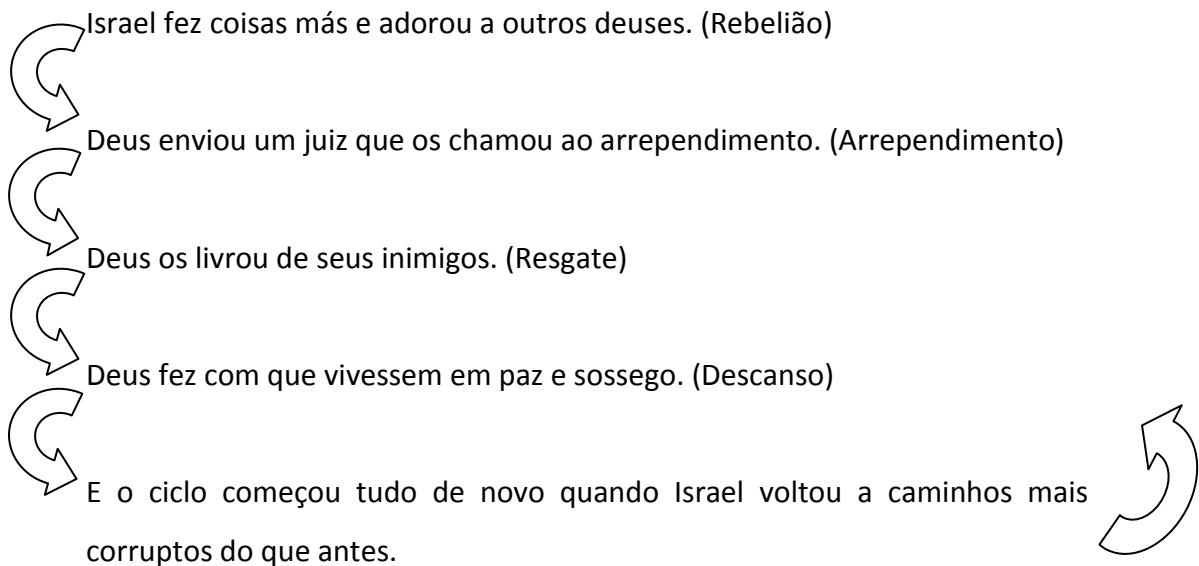 Israel fez coisas más e adorou a outros deuses. (Rebelião)
Deus enviou um juiz que os chamou ao arrependimento. (Arrependimento)
Deus os livrou de seus inimigos. (Resgate)
Deus fez com que vivessem em paz e sossego. (Descanso)
E o ciclo começou tudo de novo quando Israel voltou a caminhos mais
corruptos do que antes.